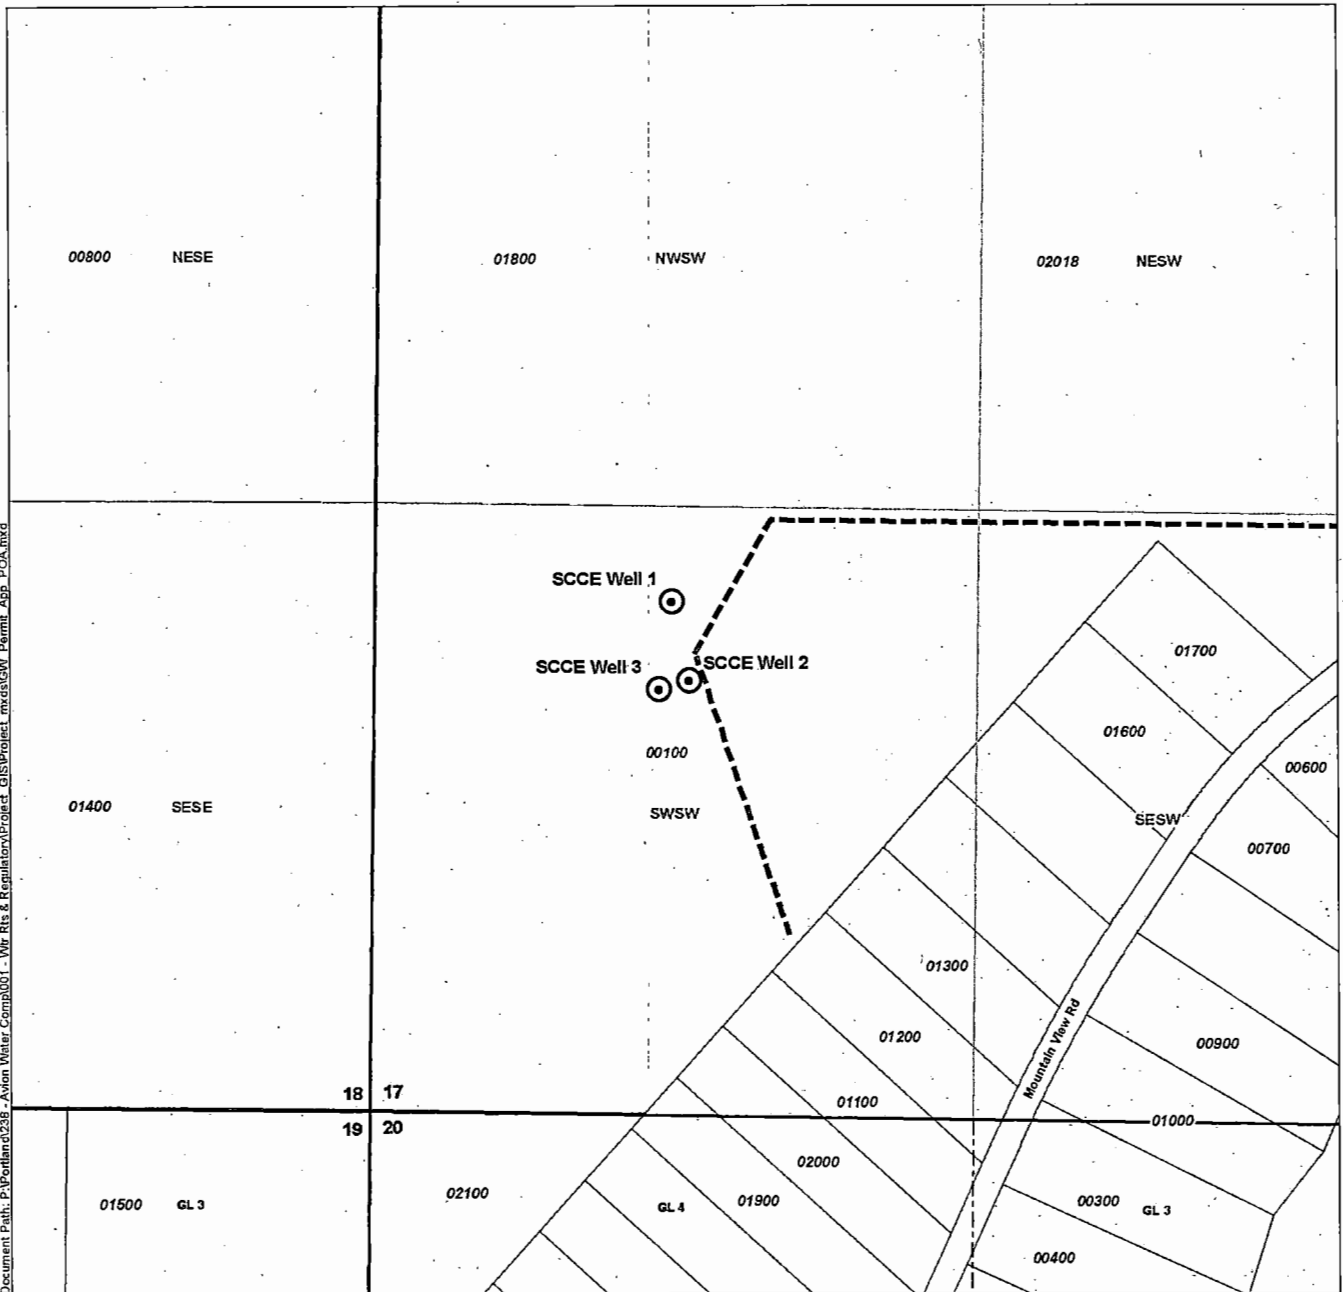 00800 NESE
01800 NWSW
02018 NESW
SCCE Well 1
SCCE Well 3
SCCE Well 2
00100
SWSW
01400 SESE
01700
01600
00600
SESW
00700
01300
01200
01100
Mountain View Rd
00900
01000
18 17
19 20
01500 GL 3
02100
02000
GL 4 01900
00300 GL 3
00400
Document Path: P:\Portland\238 - Avion Water Comp\001 - Wtr Rts & Regulatory\Project_GIS\Project_mxds\GW_Permit_App_POA.mxd